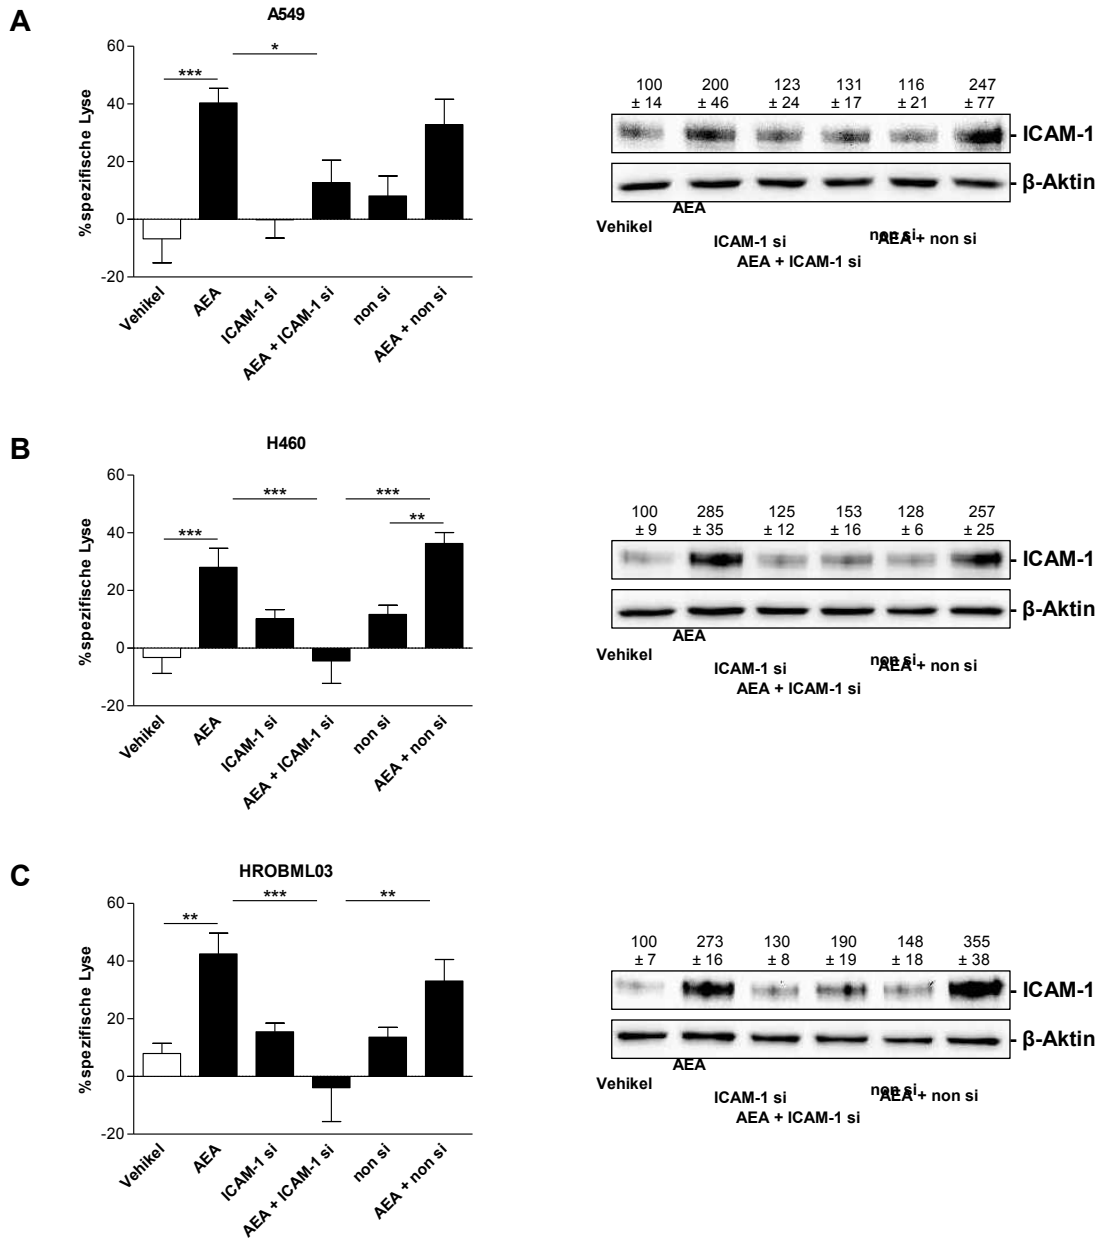 A
A549
%spezifische Lyse
60
40
20
0
-20
***
*
Vehikel
AEA
ICAM-1 si
AEA + ICAM-1 si
non si
AEA + non si
100 200 123 131 116 247
± 14 ± 46 ± 24 ± 17 ± 21 ± 77
- ICAM-1
- β-Aktin
Vehikel
AEA
ICAM-1 si
AEA + ICAM-1 si
non si
AEA + non si
B
H460
%spezifische Lyse
60
40
20
0
-20
***
***
***
**
Vehikel
AEA
ICAM-1 si
AEA + ICAM-1 si
non si
AEA + non si
100 285 125 153 128 257
± 9 ± 35 ± 12 ± 16 ± 6 ± 25
- ICAM-1
- β-Aktin
Vehikel
AEA
ICAM-1 si
AEA + ICAM-1 si
non si
AEA + non si
C
HROBML03
%spezifische Lyse
60
40
20
0
-20
**
***
**
Vehikel
AEA
ICAM-1 si
AEA + ICAM-1 si
non si
AEA + non si
100 273 130 190 148 355
± 7 ± 16 ± 8 ± 19 ± 18 ± 38
- ICAM-1
- β-Aktin
Vehikel
AEA
ICAM-1 si
AEA + ICAM-1 si
non si
AEA + non si